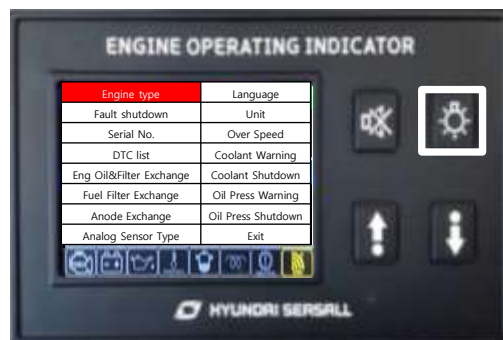 ENGINE OPERATING INDICATOR
Engine type Language
Fault shutdown Unit
Serial No. Over Speed
DTC list Coolant Warning
Eng Oil&Filter Exchange Coolant Shutdown
Fuel Filter Exchange Oil Press Warning
Anode Exchange Oil Press Shutdown
Analog Sensor Type Exit
HYUNDAI SEASALL